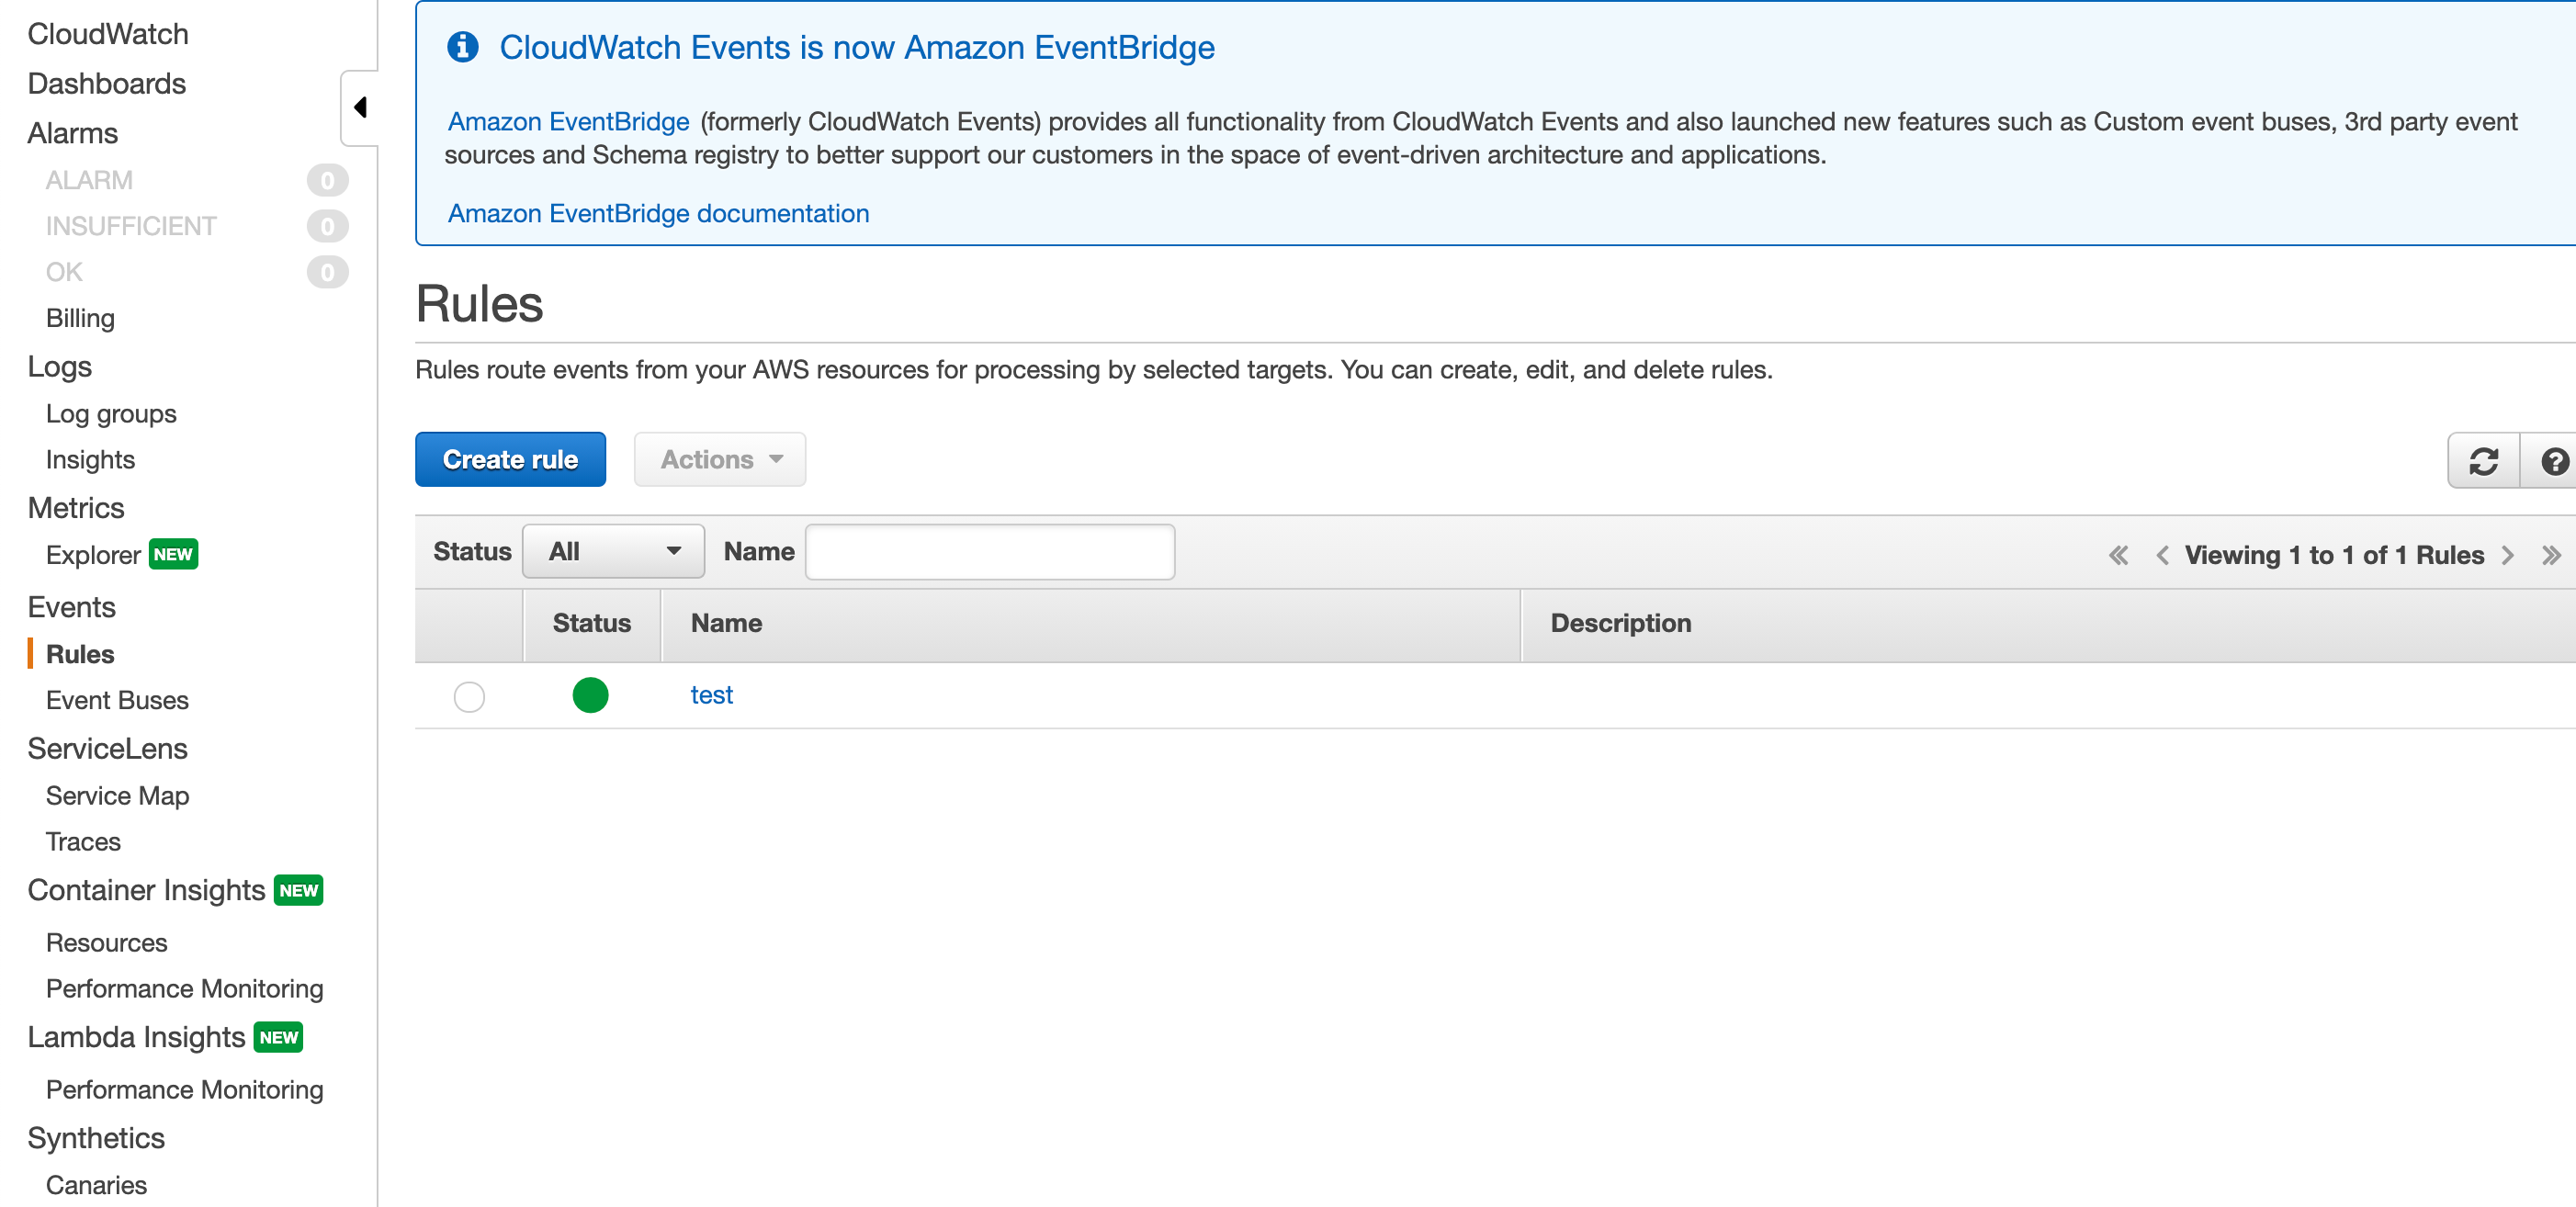 CloudWatch
Dashboards
Alarms
ALARM 0
INSUFFICIENT 0
OK 0
Billing
Logs
Log groups
Insights
Metrics
Explorer NEW
Events
Rules
Event Buses
ServiceLens
Service Map
Traces
Container Insights NEW
Resources
Performance Monitoring
Lambda Insights NEW
Performance Monitoring
Synthetics
Canaries
CloudWatch Events is now Amazon EventBridge
Amazon EventBridge (formerly CloudWatch Events) provides all functionality from CloudWatch Events and also launched new features such as Custom event buses, 3rd party event
sources and Schema registry to better support our customers in the space of event-driven architecture and applications.
Amazon EventBridge documentation
Rules
Rules route events from your AWS resources for processing by selected targets. You can create, edit, and delete rules.
Create rule Actions
Status All Name « < Viewing 1 to 1 of 1 Rules > »
Status Name Description
test